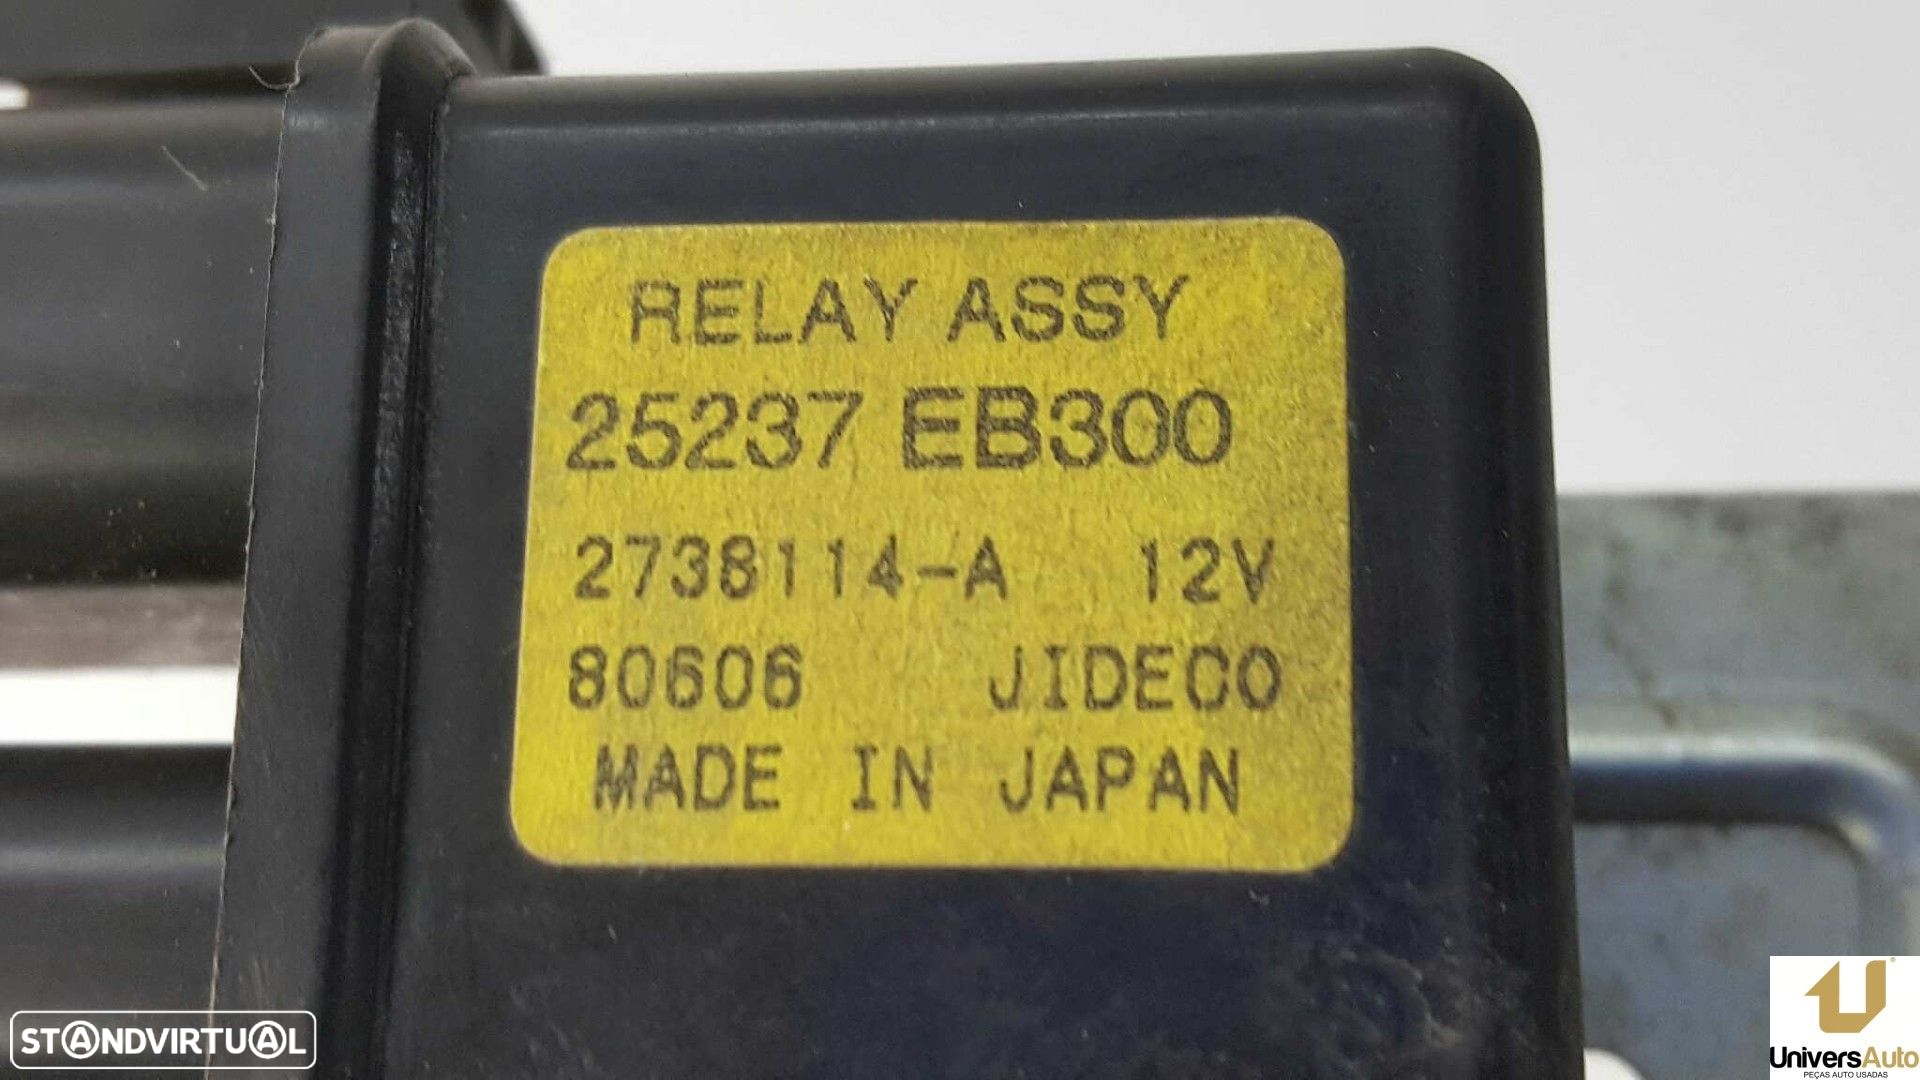 RELAY ASSY
25237 EB300
2738114-A 12V
80606 JIDECO
MADE IN JAPAN
STANDVIRTUAL
UniversAuto
PEÇAS AUTO USADAS